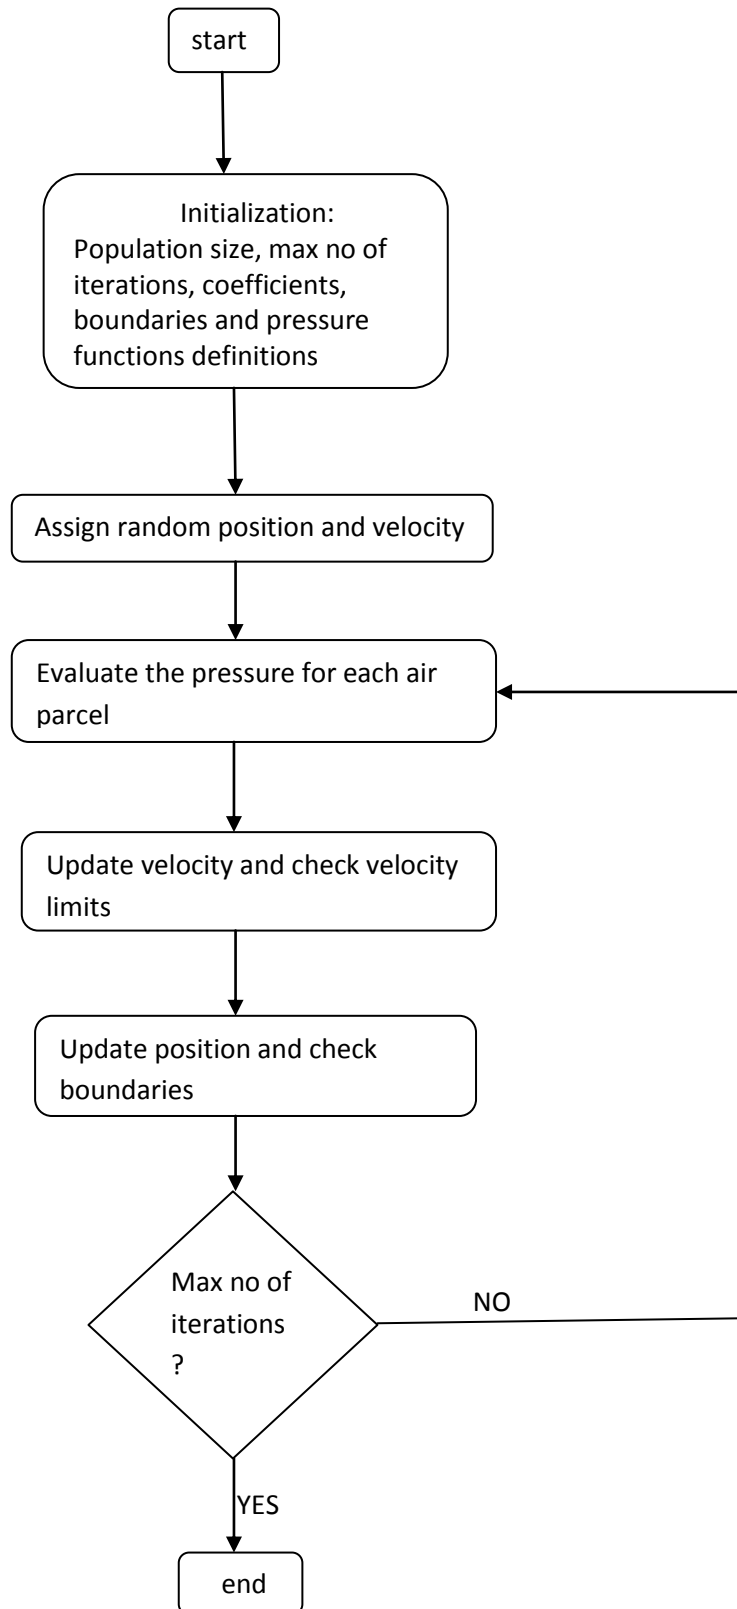 start
Initialization:
Population size, max no of
iterations, coefficients,
boundaries and pressure
functions definitions
Assign random position and velocity
Evaluate the pressure for each air
parcel
Update velocity and check velocity
limits
Update position and check
boundaries
Max no of
iterations
?
NO
YES
end